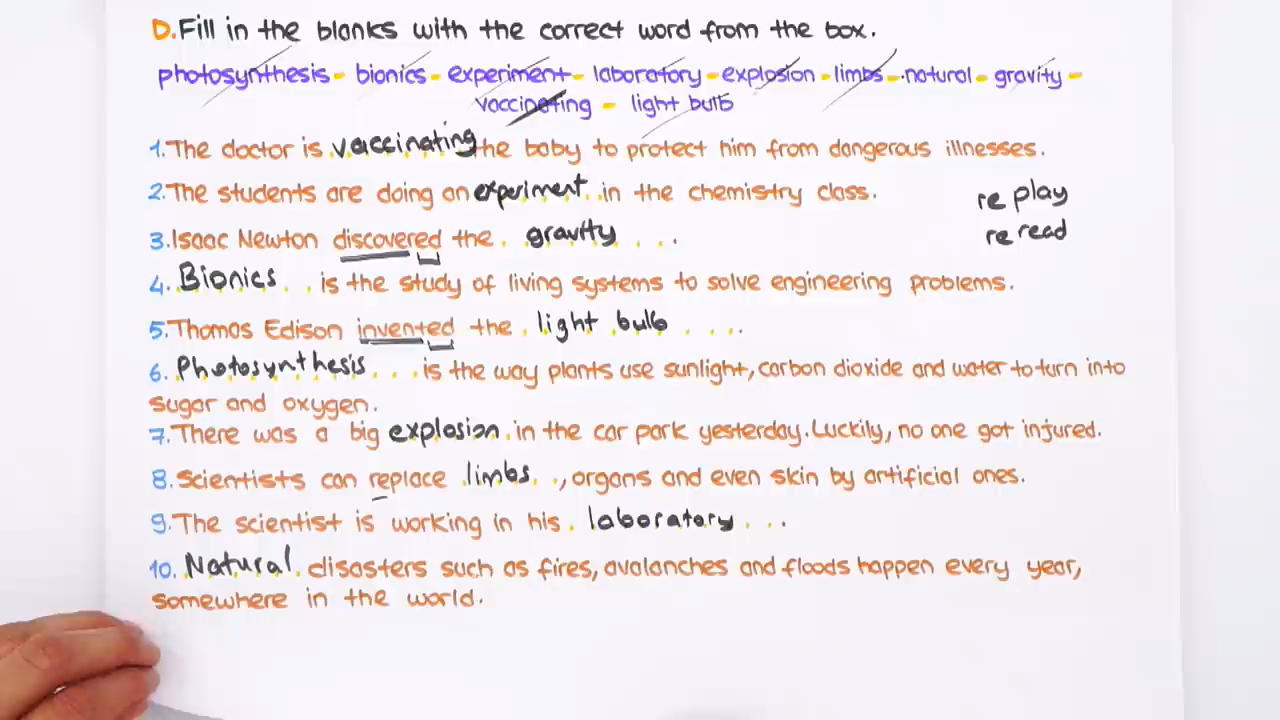 D.Fill in the blanks with the correct word from the box.
photosynthesis - bionics - experiment - laboratory - explosion - limbs - natural - gravity -
vaccinating - light bulb
1.The doctor is vaccinating the baby to protect him from dangerous illnesses.
2.The students are doing an experiment.. in the chemistry class.
re play
3.Isaac Newton discovered the. gravity ....
re read
4. Bionics .. is the study of living systems to solve engineering problems.
5.Thomas Edison invented the . light bulb ....
6. Photosynthesis ... is the way plants use sunlight, carbon dioxide and water to turn into
sugar and oxygen.
7.There was a big explosion . in the car park yesterday. Luckily, no one got injured.
8.Scientists can replace limbs .., organs and even skin by artificial ones.
9.The scientist is working in his . laboratory ...
10. Natural . disasters such as fires, avalanches and floods happen every year,
somewhere in the world.